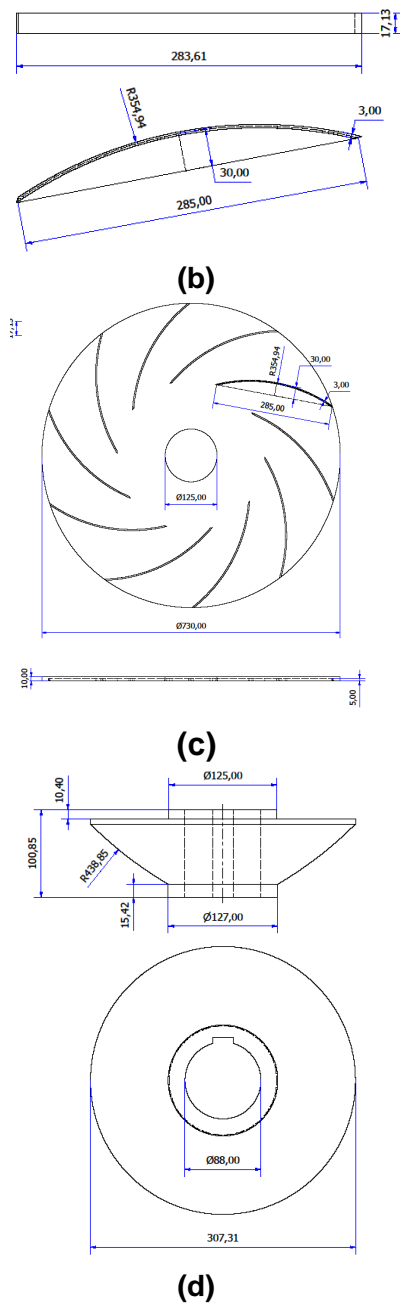 17,13
283,61
R354,94
3,00
30,00
285,00
(b)
17,13
R354,94
30,00
3,00
285,00
Ø125,00
Ø730,00
10,00
5,00
(c)
Ø125,00
10,40
100,85
R438,85
15,42
Ø127,00
Ø88,00
307,31
(d)